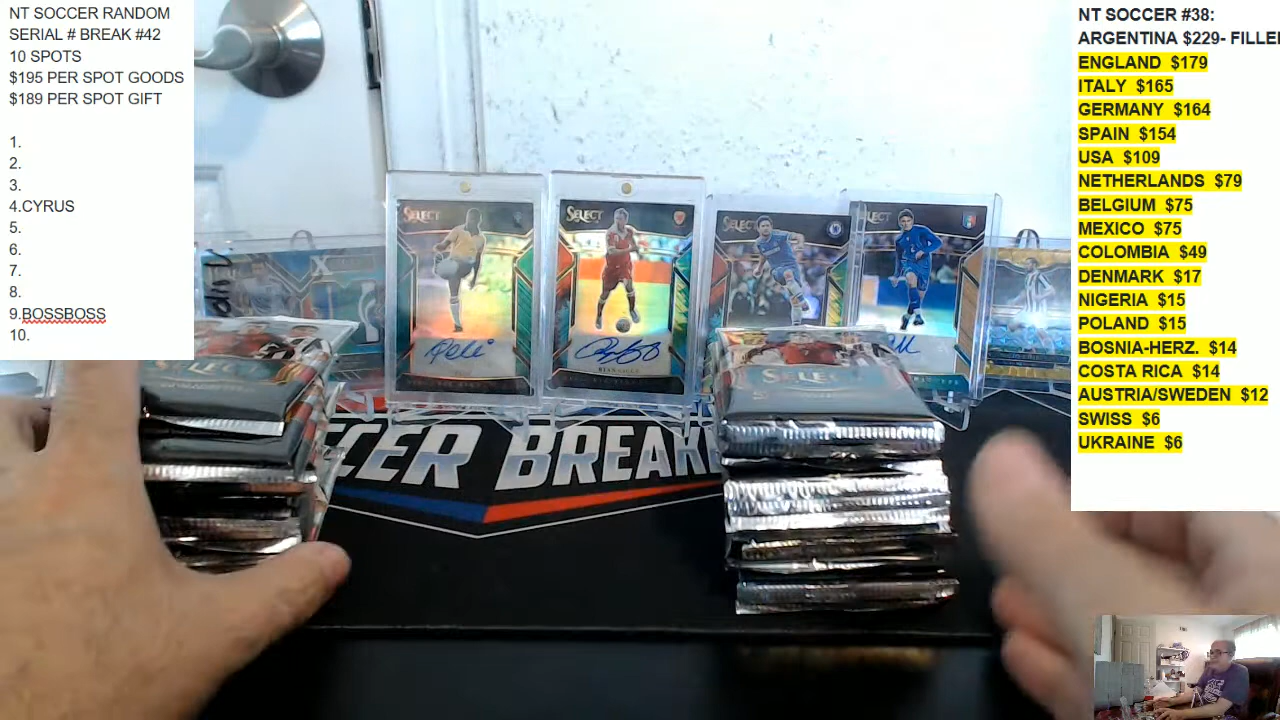 NT SOCCER RANDOM
SERIAL # BREAK #42
10 SPOTS
$195 PER SPOT GOODS
$189 PER SPOT GIFT
1.
2.
3.
4.CYRUS
5.
6.
7.
8.
9.BOSSBOSS
10.
NT SOCCER #38:
ARGENTINA $229- FILLE
ENGLAND $179
ITALY $165
GERMANY $164
SPAIN $154
USA $109
NETHERLANDS $79
BELGIUM $75
MEXICO $75
COLOMBIA $49
DENMARK $17
NIGERIA $15
POLAND $15
BOSNIA-HERZ. $14
COSTA RICA $14
AUSTRIA/SWEDEN $12
SWISS $6
UKRAINE $6
SELECT
SELECT
SELECT
SELECT
Pelé
CCER BREAK
SELECT
SELECT